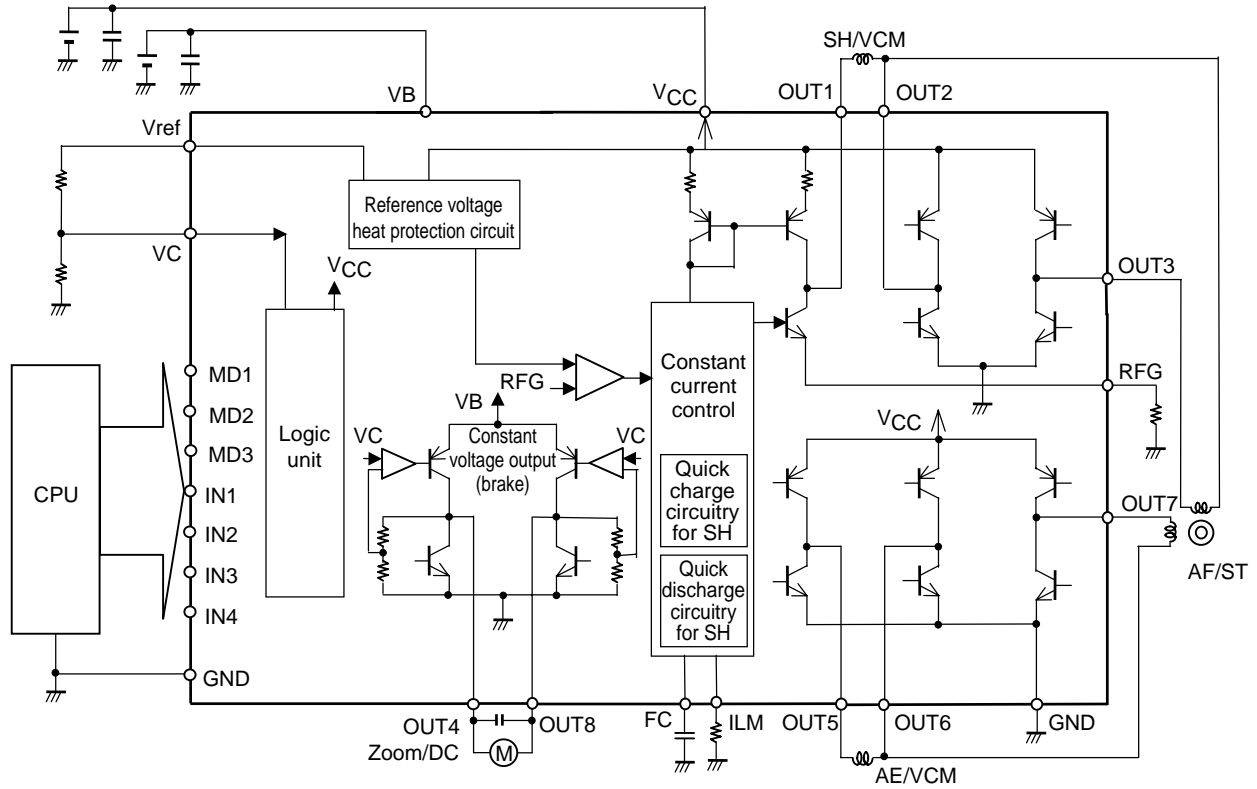 SH/VCM
VB
VCC
OUT1
OUT2
Vref
Reference voltage
heat protection circuit
VC
VCC
OUT3
Constant
current
control
RFG
RFG
VB
VCC
MD1
MD2
MD3
IN1
IN2
IN3
IN4
CPU
Logic
unit
VC
Constant
voltage output
(brake)
VC
Quick
charge
circuitry
for SH
Quick
discharge
circuitry
for SH
OUT7
AF/ST
GND
OUT4
OUT8
FC
ILM
OUT5
OUT6
GND
Zoom/DC
M
AE/VCM